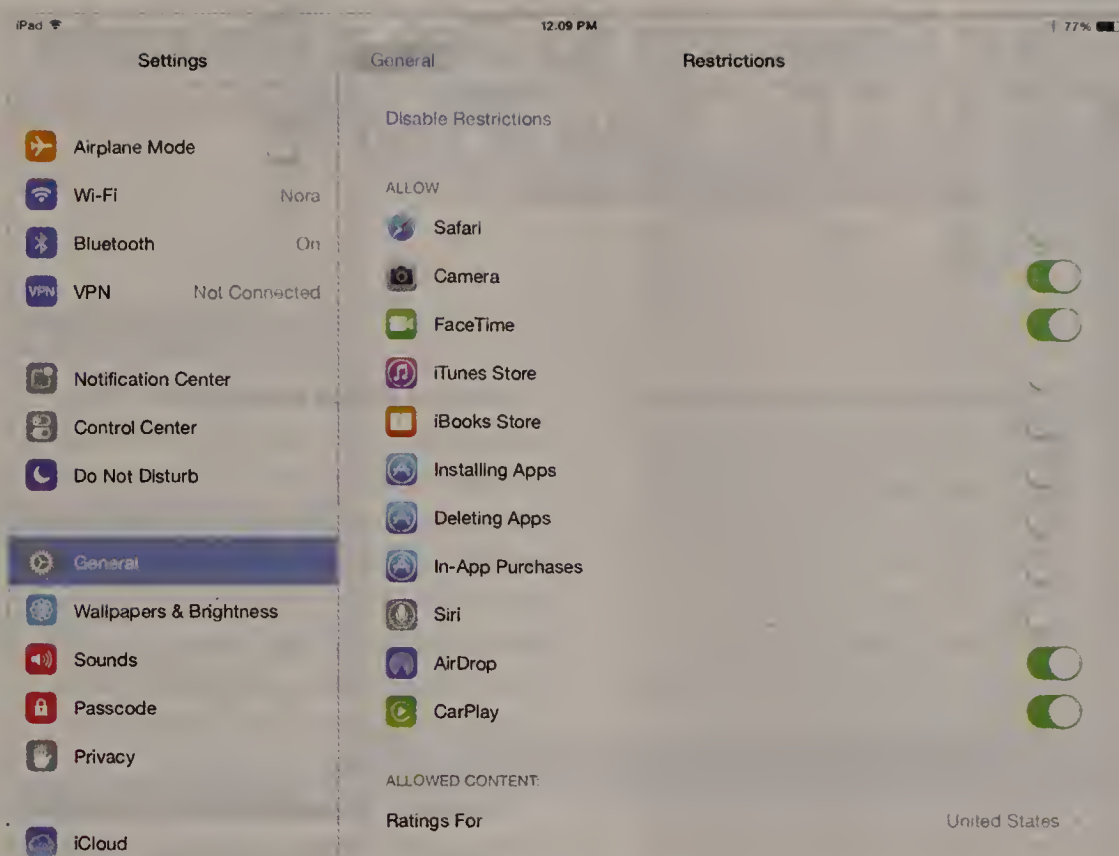 iPad 12:09 PM 77%
Settings
General Restrictions
Airplane Mode
Wi-Fi Nora
Bluetooth On
VPN VPN Not Connected
Notification Center
Control Center
Do Not Disturb
General
Wallpapers & Brightness
Sounds
Passcode
Privacy
iCloud
Disable Restrictions
ALLOW
Safari
Camera
FaceTime
iTunes Store
iBooks Store
Installing Apps
Deleting Apps
In-App Purchases
Siri
AirDrop
CarPlay
ALLOWED CONTENT:
Ratings For United States